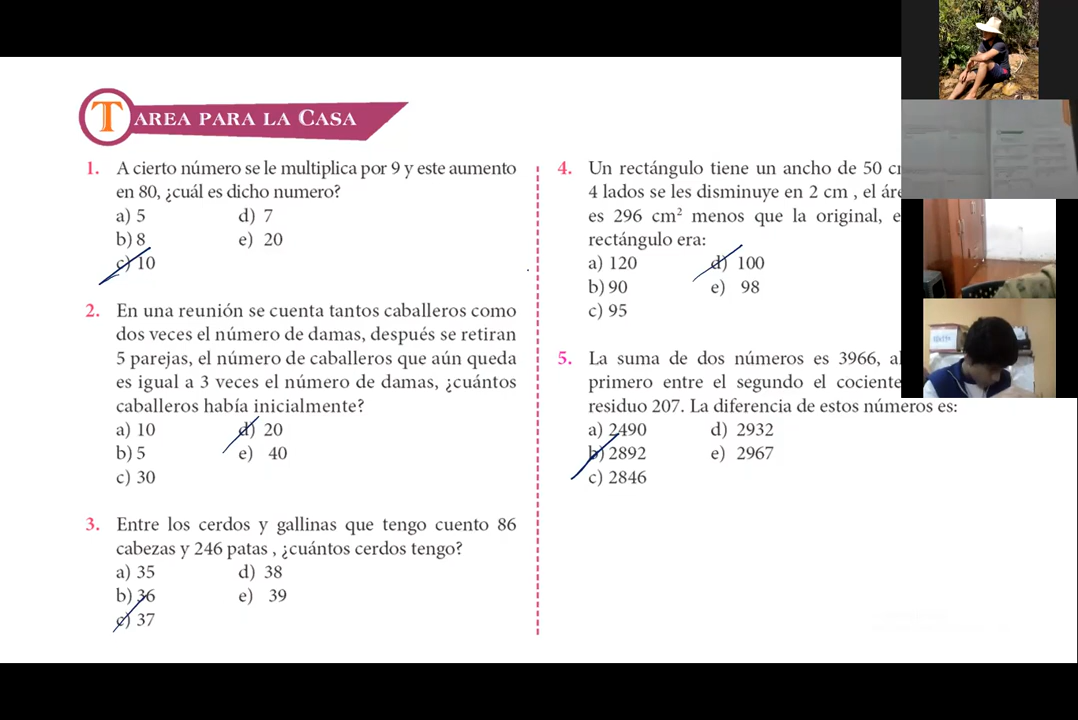 TAREA PARA LA CASA
1. A cierto número se le multiplica por 9 y este aumento
en 80, ¿cuál es dicho numero?
a) 5 d) 7
b) 8 e) 20
c) 10
2. En una reunión se cuenta tantos caballeros como
dos veces el número de damas, después se retiran
5 parejas, el número de caballeros que aún queda
es igual a 3 veces el número de damas, ¿cuántos
caballeros había inicialmente?
a) 10 d) 20
b) 5 e) 40
c) 30
3. Entre los cerdos y gallinas que tengo cuento 86
cabezas y 246 patas , ¿cuántos cerdos tengo?
a) 35 d) 38
b) 36 e) 39
c) 37
4. Un rectángulo tiene un ancho de 50
4 lados se les disminuye en 2 cm , el
es 296 cm² menos que la original,
rectángulo era:
a) 120 d) 100
b) 90 e) 98
c) 95
5. La suma de dos números es 3966,
primero entre el segundo el cociente
residuo 207. La diferencia de estos números es:
a) 2490 d) 2932
b) 2892 e) 2967
c) 2846